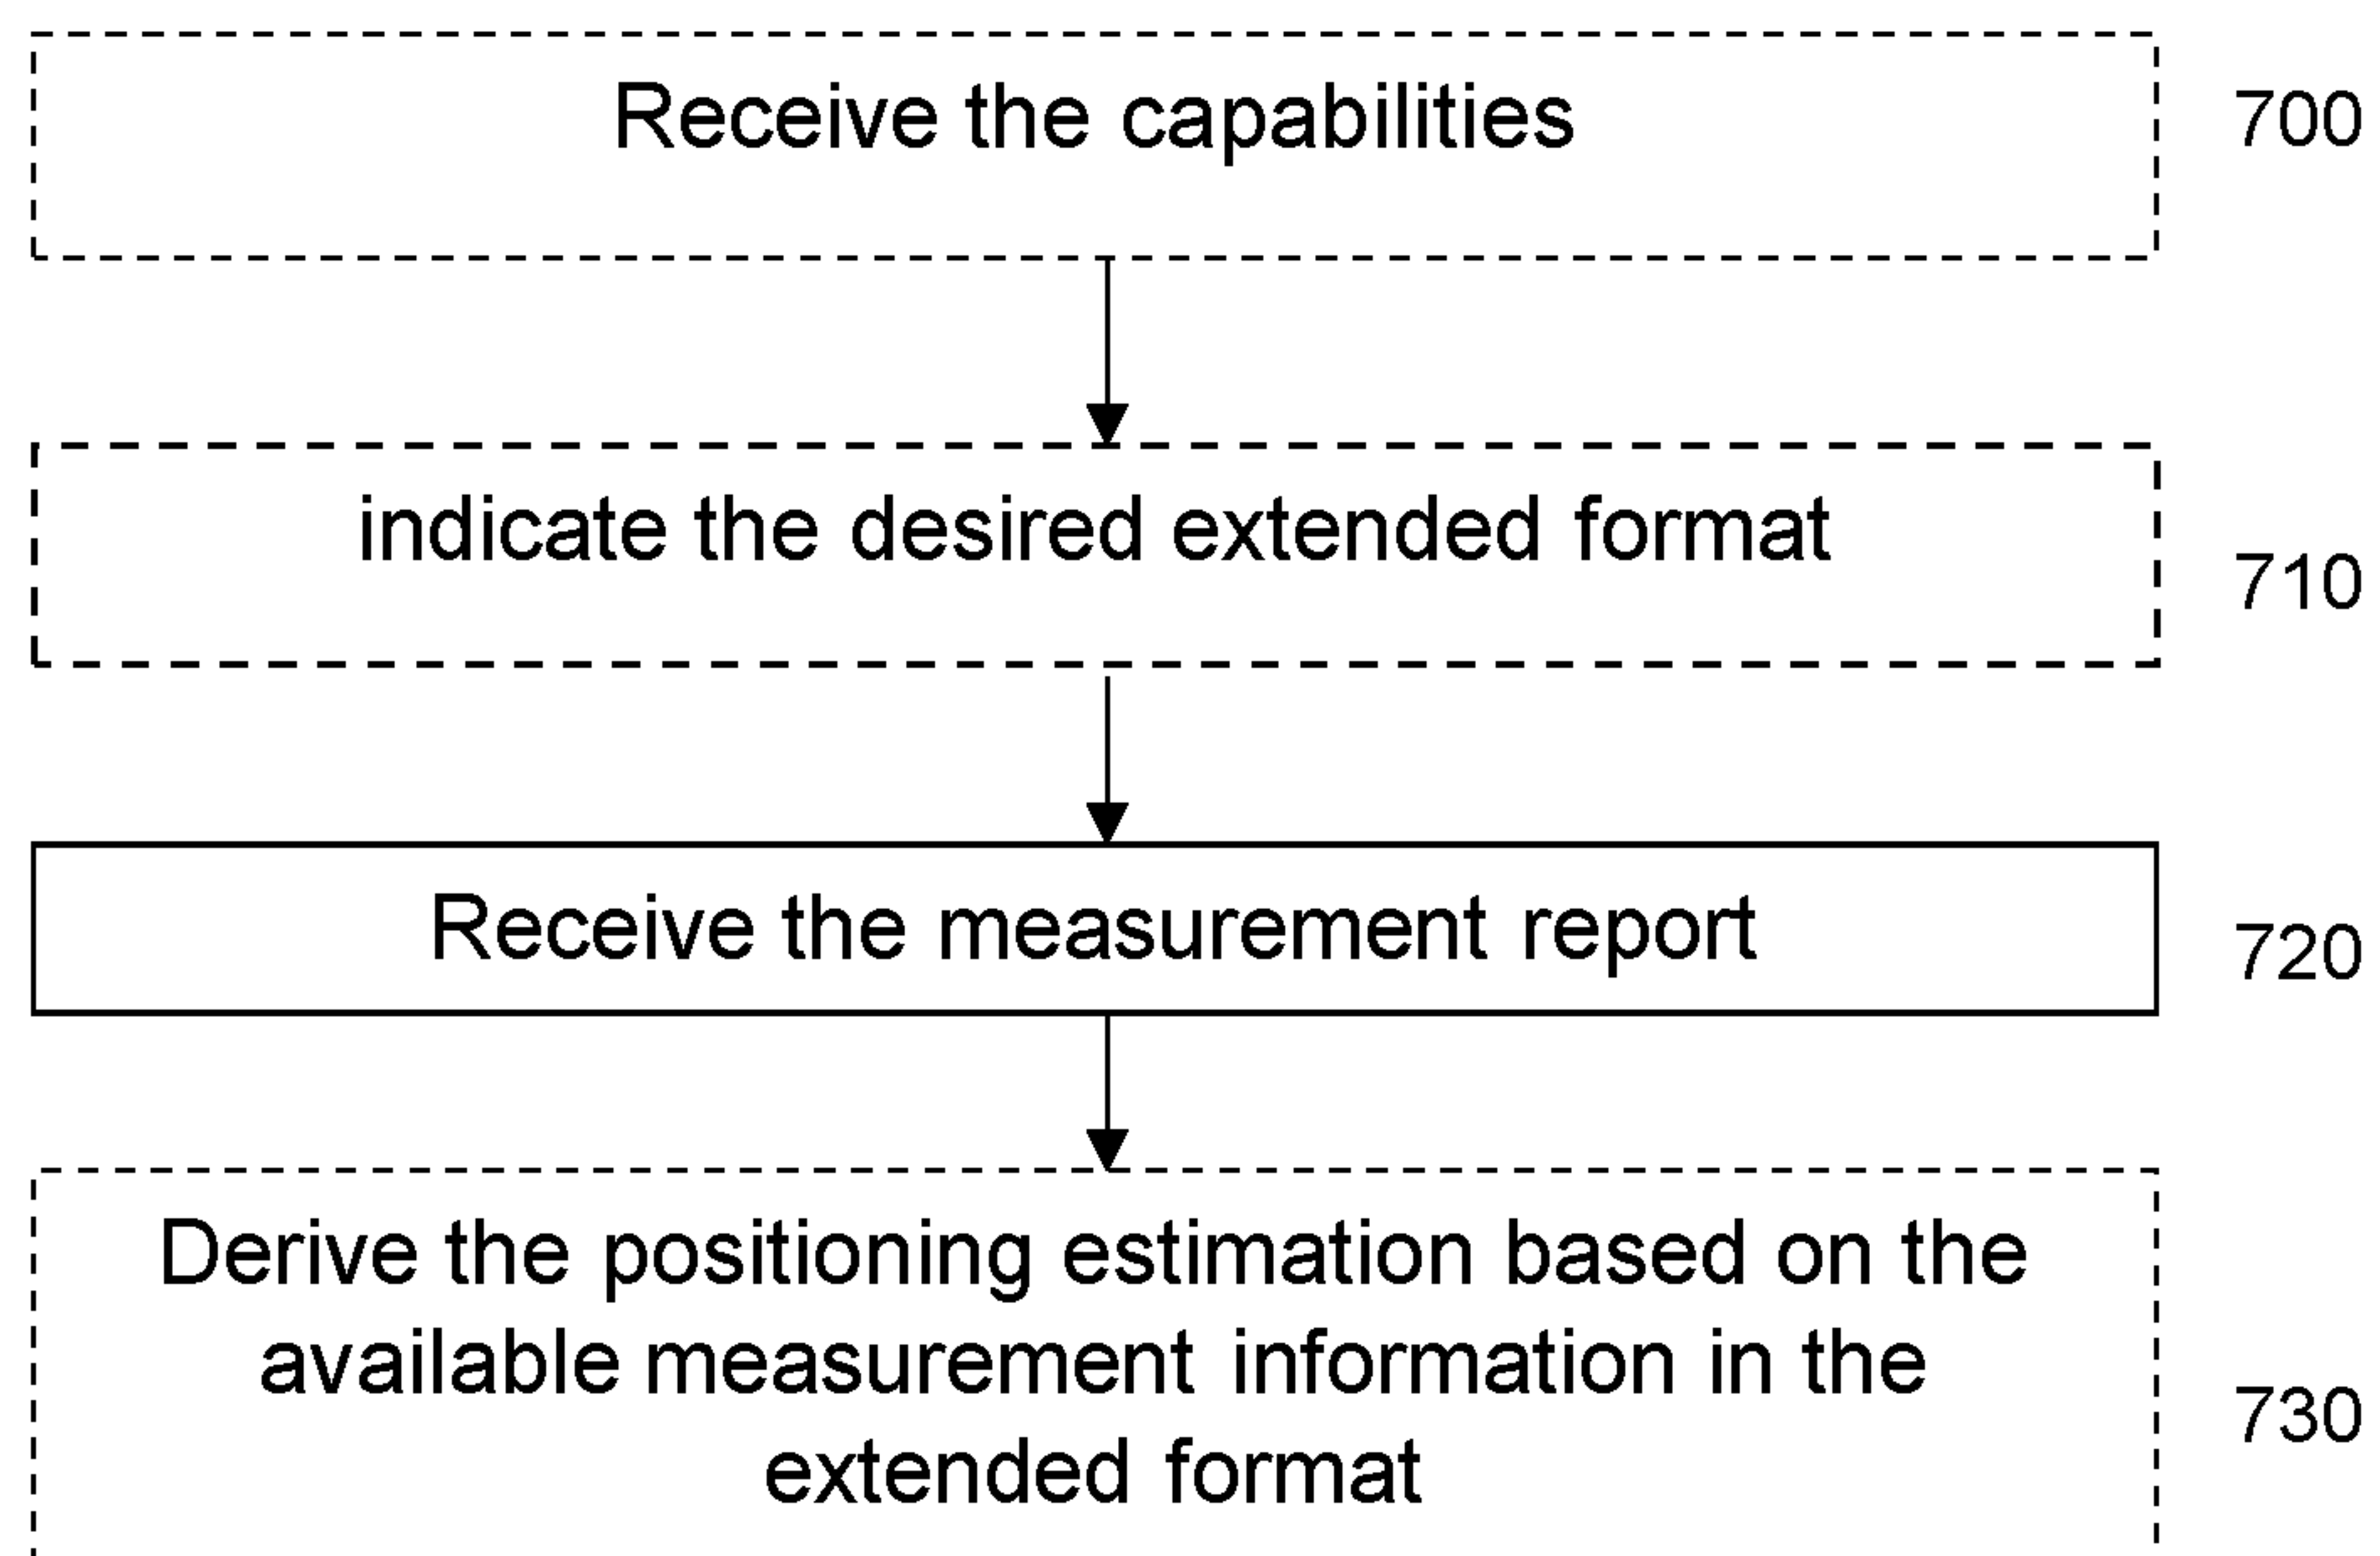 Receive the capabilities
700
indicate the desired extended format
710
Receive the measurement report
720
Derive the positioning estimation based on the
available measurement information in the
730
extended format